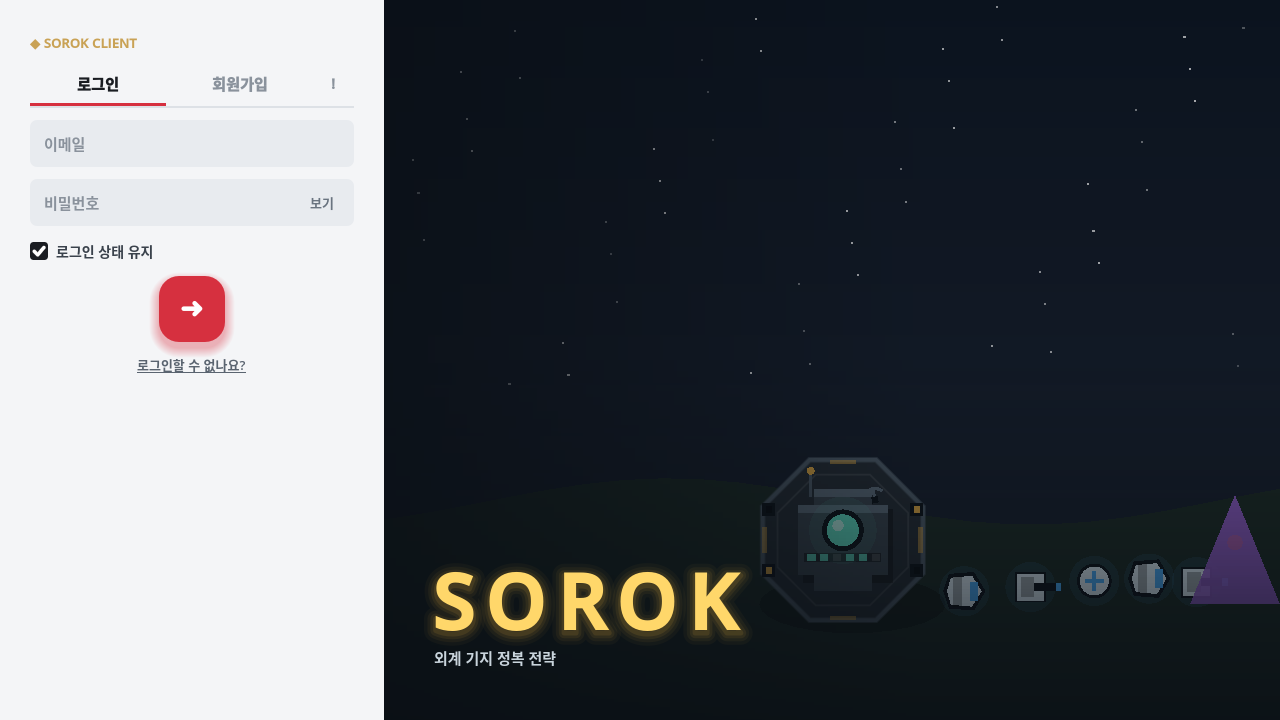 ◆ SOROK CLIENT
로그인 회원가입 !
이메일
비밀번호 보기
로그인 상태 유지
➜
로그인할 수 없나요?
SOROK
외계 기지 정복 전략